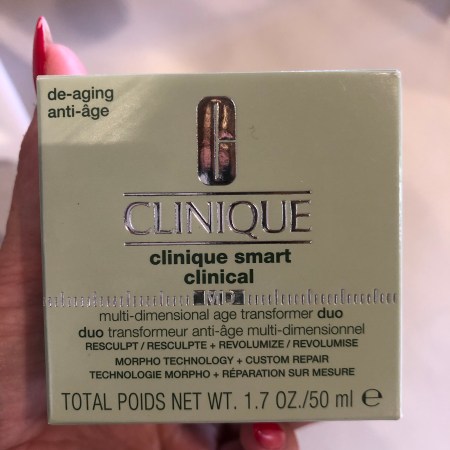 de-aging
anti-âge
CLINIQUE
clinique smart
clinical
MD
multi-dimensional age transformer duo
duo transformeur anti-âge multi-dimensionnel
RESCULPT / RESCULPTE + REVOLUMIZE / REVOLUMISE
MORPHO TECHNOLOGY + CUSTOM REPAIR
TECHNOLOGIE MORPHO + RÉPARATION SUR MESURE
TOTAL POIDS NET WT. 1.7 OZ./50 ml ℮